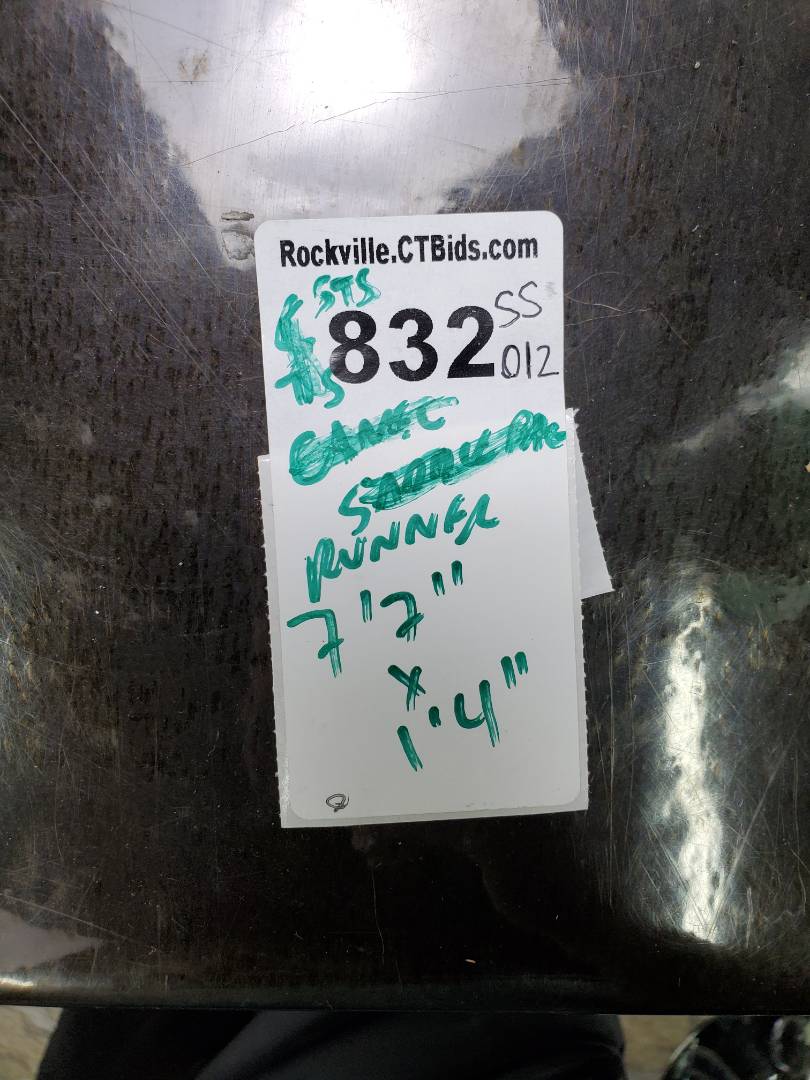 Rockville.CTBids.com
STS
832 SS
012
RUNNER
7'7"
x
1'4"